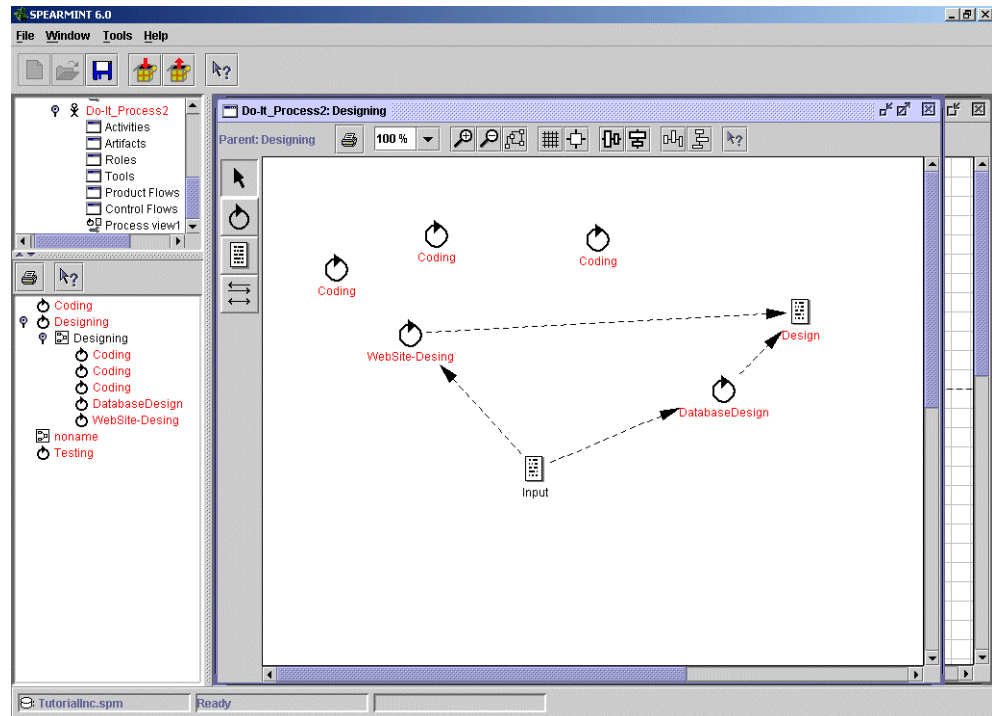 SPEARMINT 6.0
File Window Tools Help
Do-It_Process2
Activities
Artifacts
Roles
Tools
Product Flows
Control Flows
Process view1
Coding
Designing
Designing
Coding
Coding
Coding
DatabaseDesign
WebSite-Desing
noname
Testing
Do-It_Process2: Designing
Parent: Designing
100 %
Coding
Coding
Coding
WebSite-Desing
Design
DatabaseDesign
Input
TutorialInc.spm
Ready